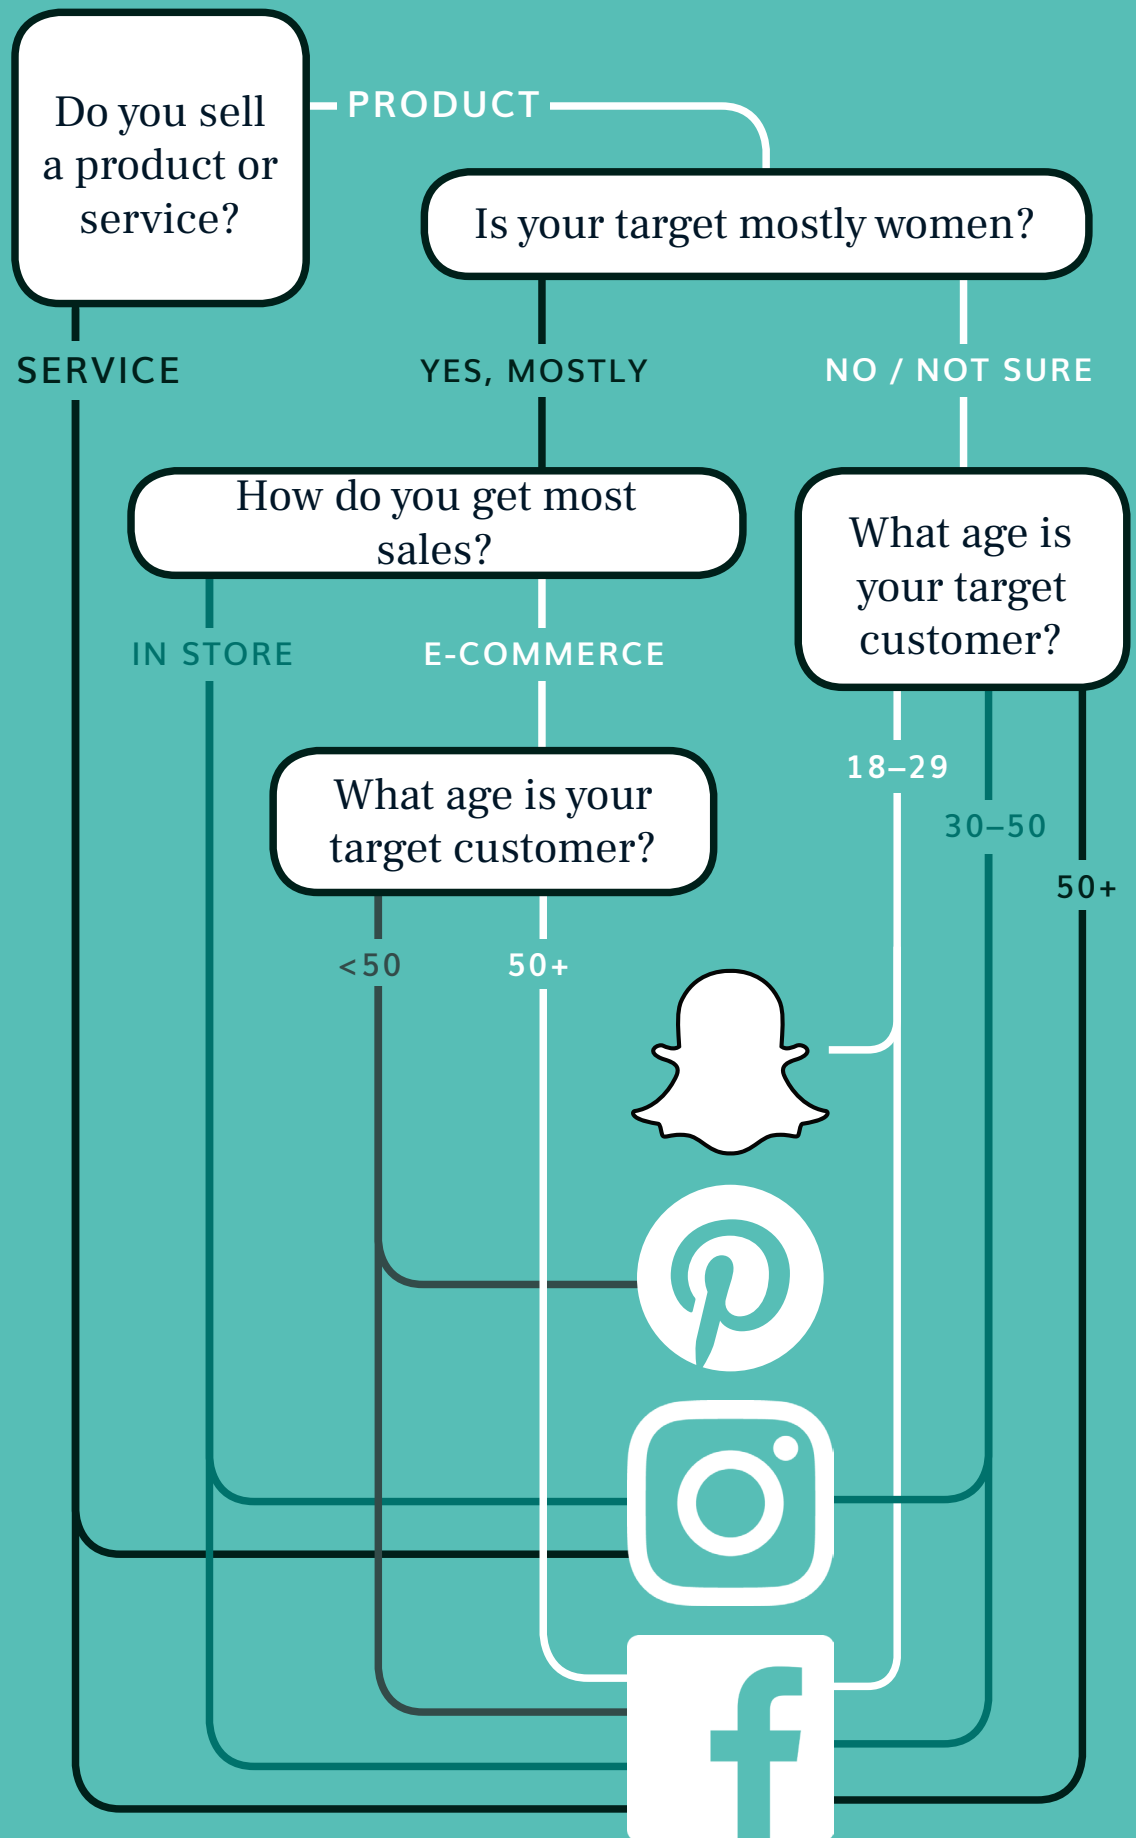 Do you sell
a product or
service?
PRODUCT
Is your target mostly women?
SERVICE
YES, MOSTLY
NO / NOT SURE
How do you get most
sales?
What age is
your target
customer?
IN STORE
E-COMMERCE
What age is your
target customer?
18–29
30–50
50+
<50
50+